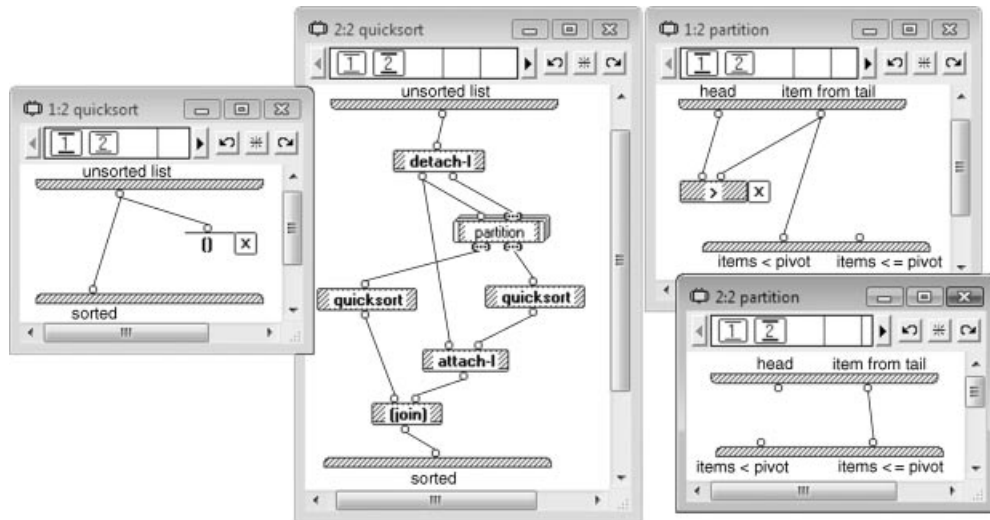 1:2 quicksort
1 2
unsorted list
() x
sorted
2:2 quicksort
1 2
unsorted list
detach-l
partition
quicksort quicksort
attach-l
(join)
sorted
1:2 partition
1 2
head item from tail
> x
items < pivot items <= pivot
2:2 partition
1 2
head item from tail
items < pivot items <= pivot